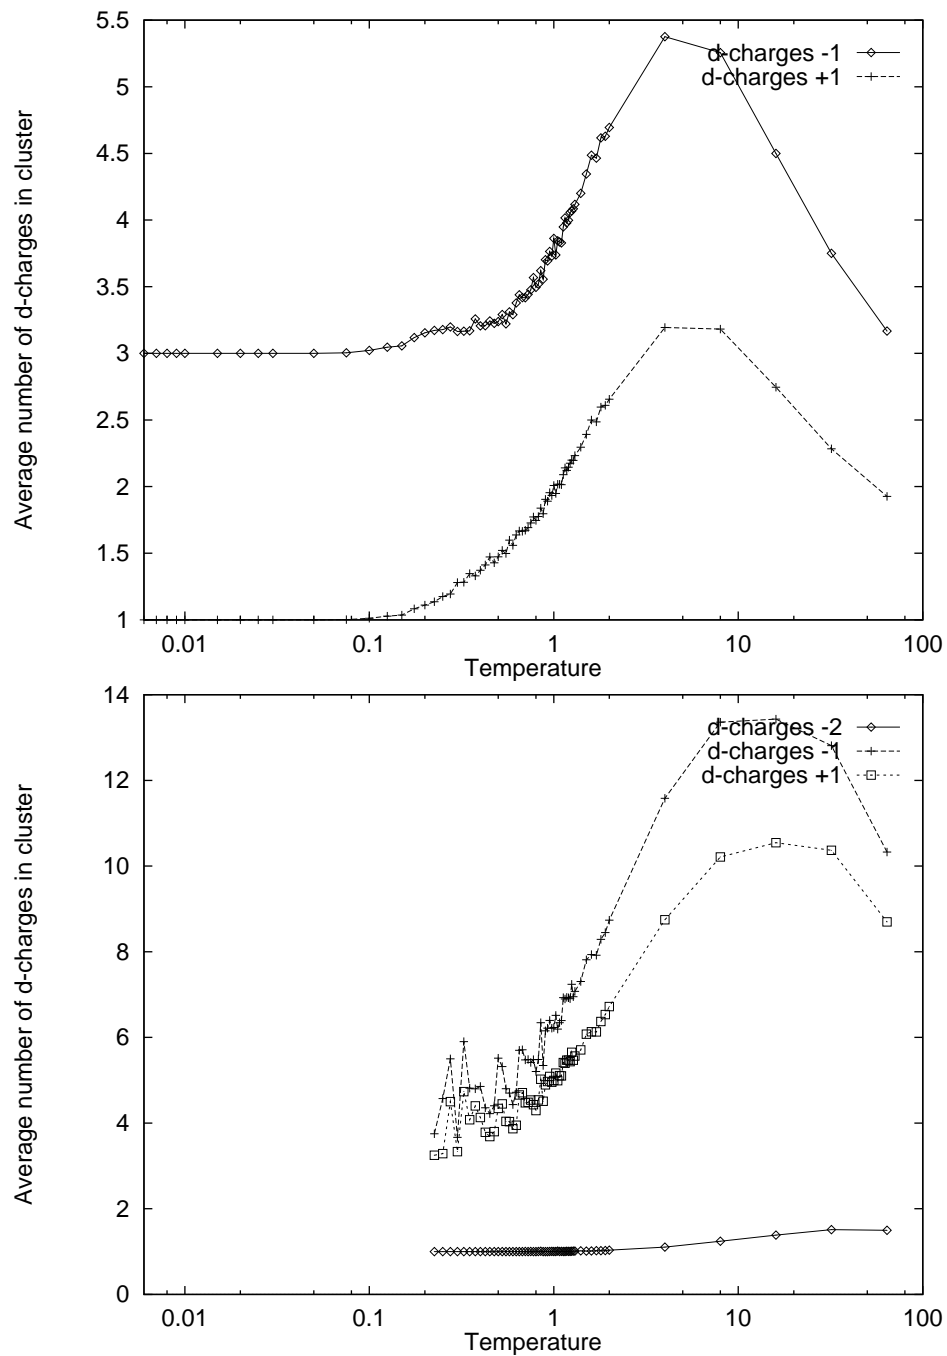 5.5
5
4.5
4
3.5
3
2.5
2
1.5
1
Average number of d-charges in cluster
d-charges -1
d-charges +1
0.01 0.1 1 10 100
Temperature
14
12
10
8
6
4
2
0
Average number of d-charges in cluster
d-charges -2
d-charges -1
d-charges +1
0.01 0.1 1 10 100
Temperature